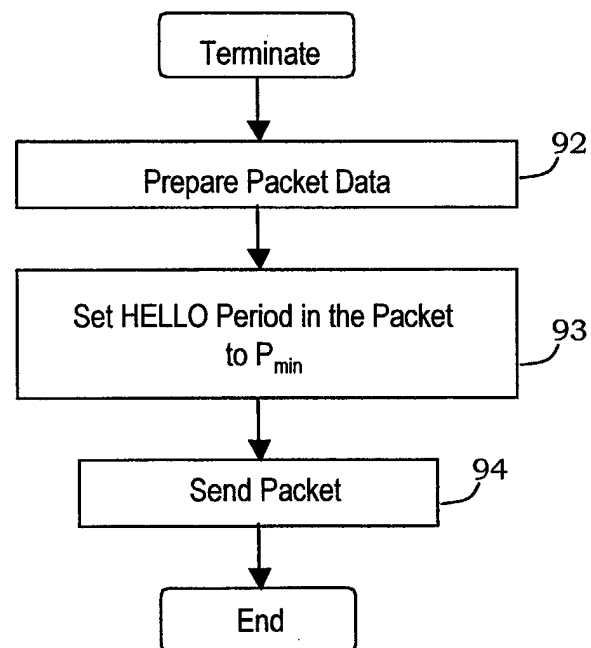 Terminate
Prepare Packet Data
92
Set HELLO Period in the Packet
to Pmin
93
Send Packet
94
End